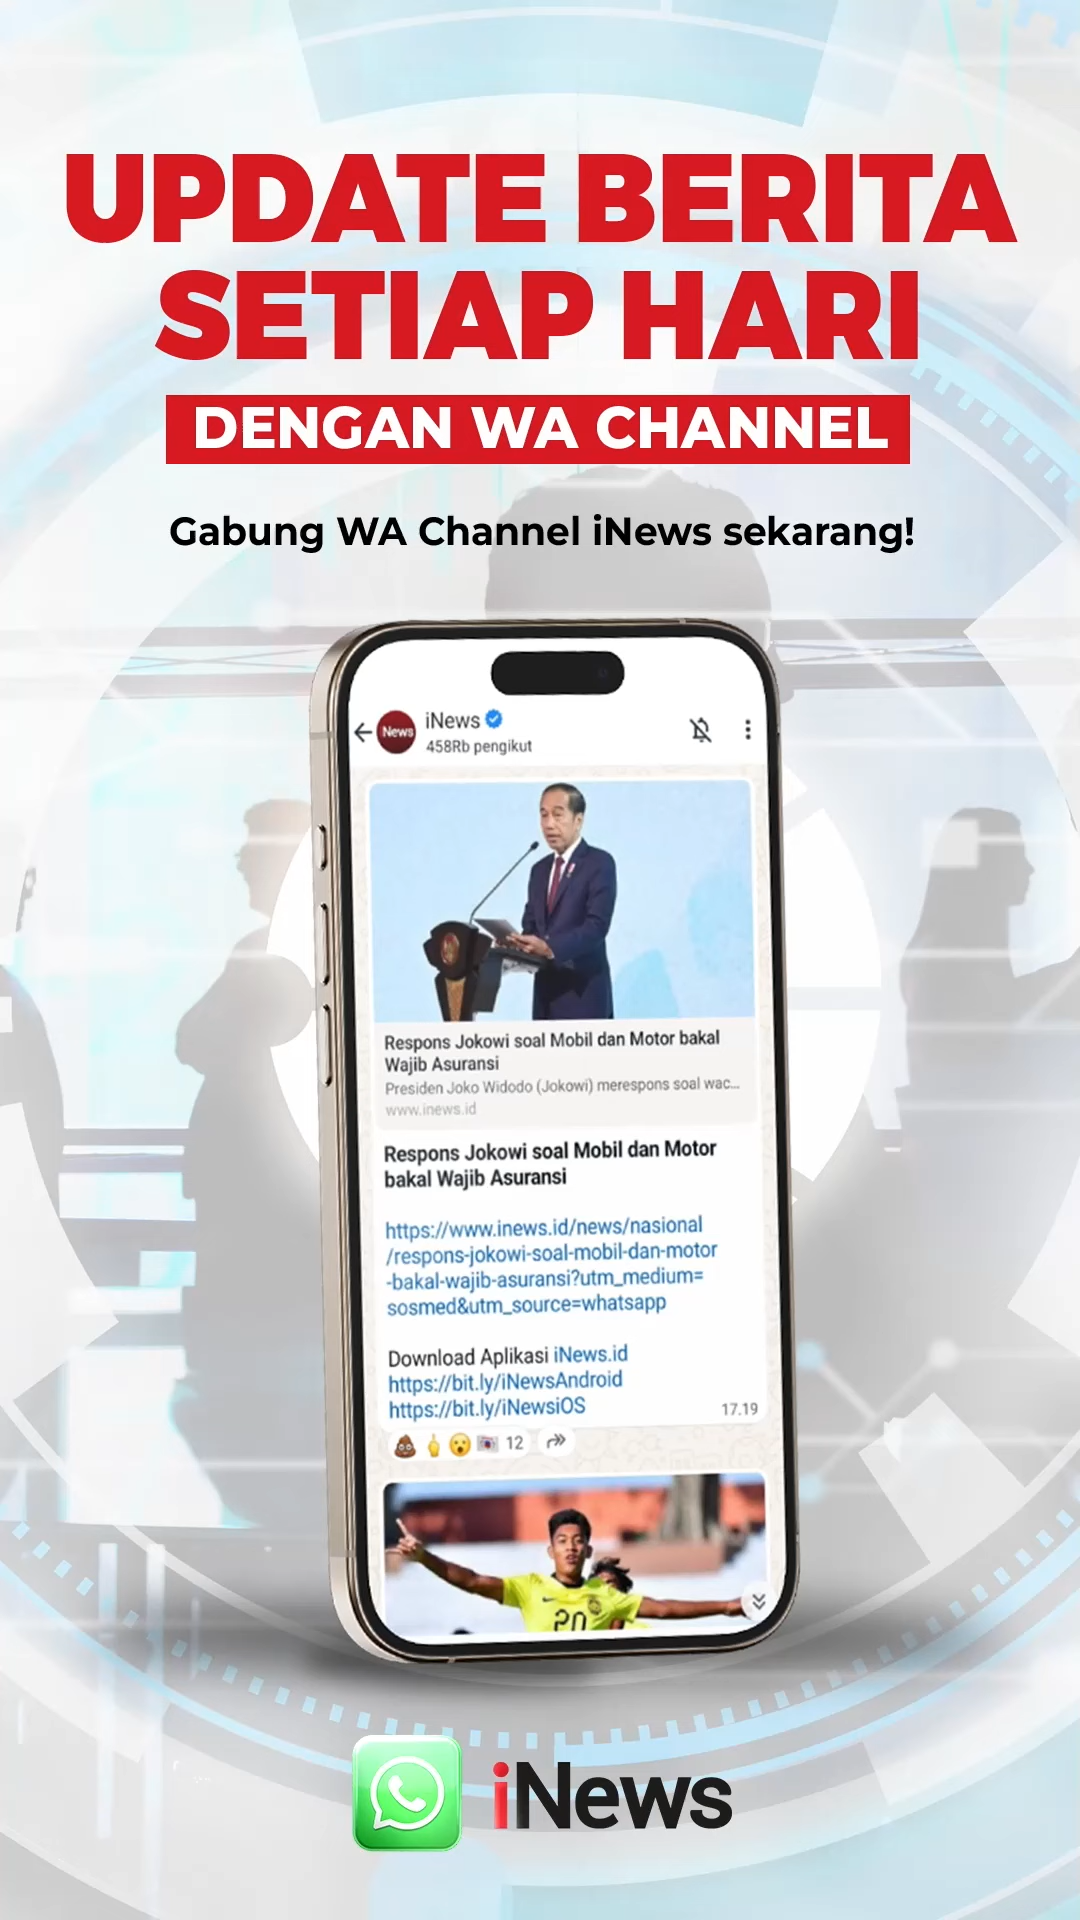 UPDATE BERITA
SETIAP HARI
DENGAN WA CHANNEL
Gabung WA Channel iNews sekarang!
News
iNews
458Rb pengikut
Respons Jokowi soal Mobil dan Motor bakal
Wajib Asuransi
Presiden Joko Widodo (Jokowi) merespons soal wac...
www.inews.id
Respons Jokowi soal Mobil dan Motor
bakal Wajib Asuransi
https://www.inews.id/news/nasional
/respons-jokowi-soal-mobil-dan-motor
-bakal-wajib-asuransi?utm_medium=
sosmed&utm_source=whatsapp
Download Aplikasi iNews.id
https://bit.ly/iNewsAndroid
https://bit.ly/iNewsiOS
17.19
12
20
iNews